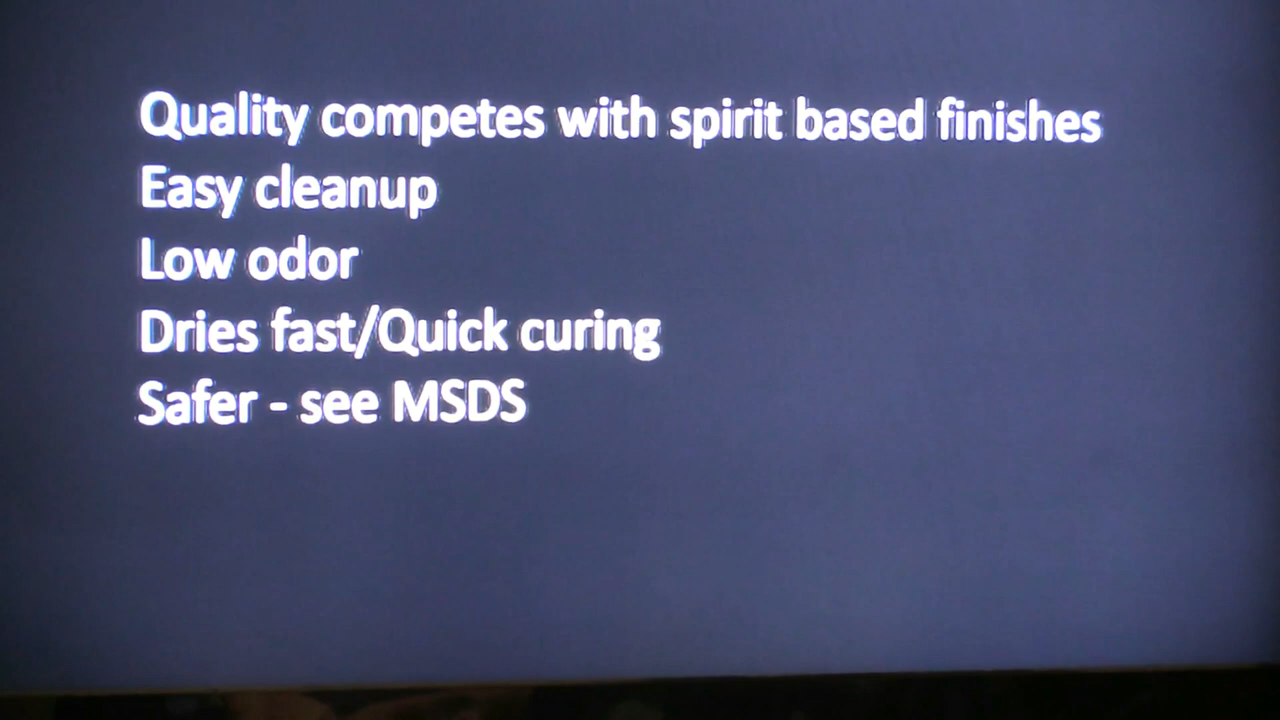 Quality competes with spirit based finishes
Easy cleanup
Low odor
Dries fast/Quick curing
Safer - see MSDS